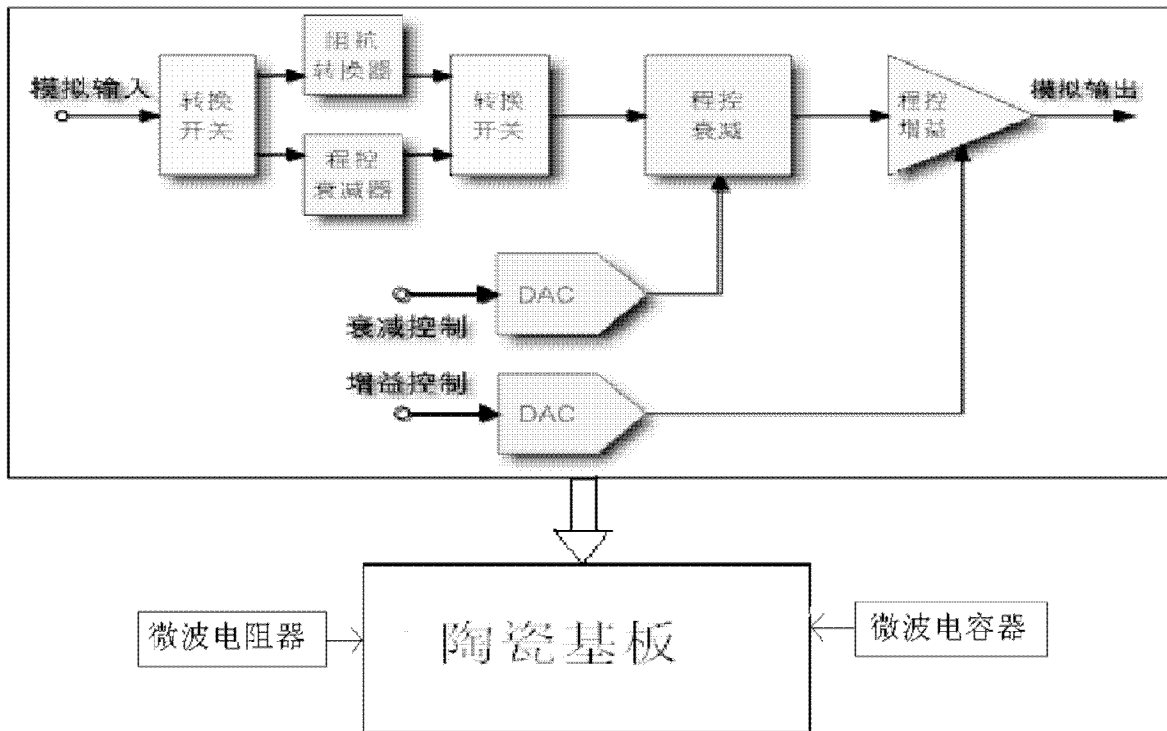 模拟输入
转换
开关
阻抗
转换器
程控
衰减器
转换
开关
程控
衰减
程控
增益
模拟输出
DAC
衰减控制
增益控制
DAC
微波电阻器
陶瓷基板
微波电容器